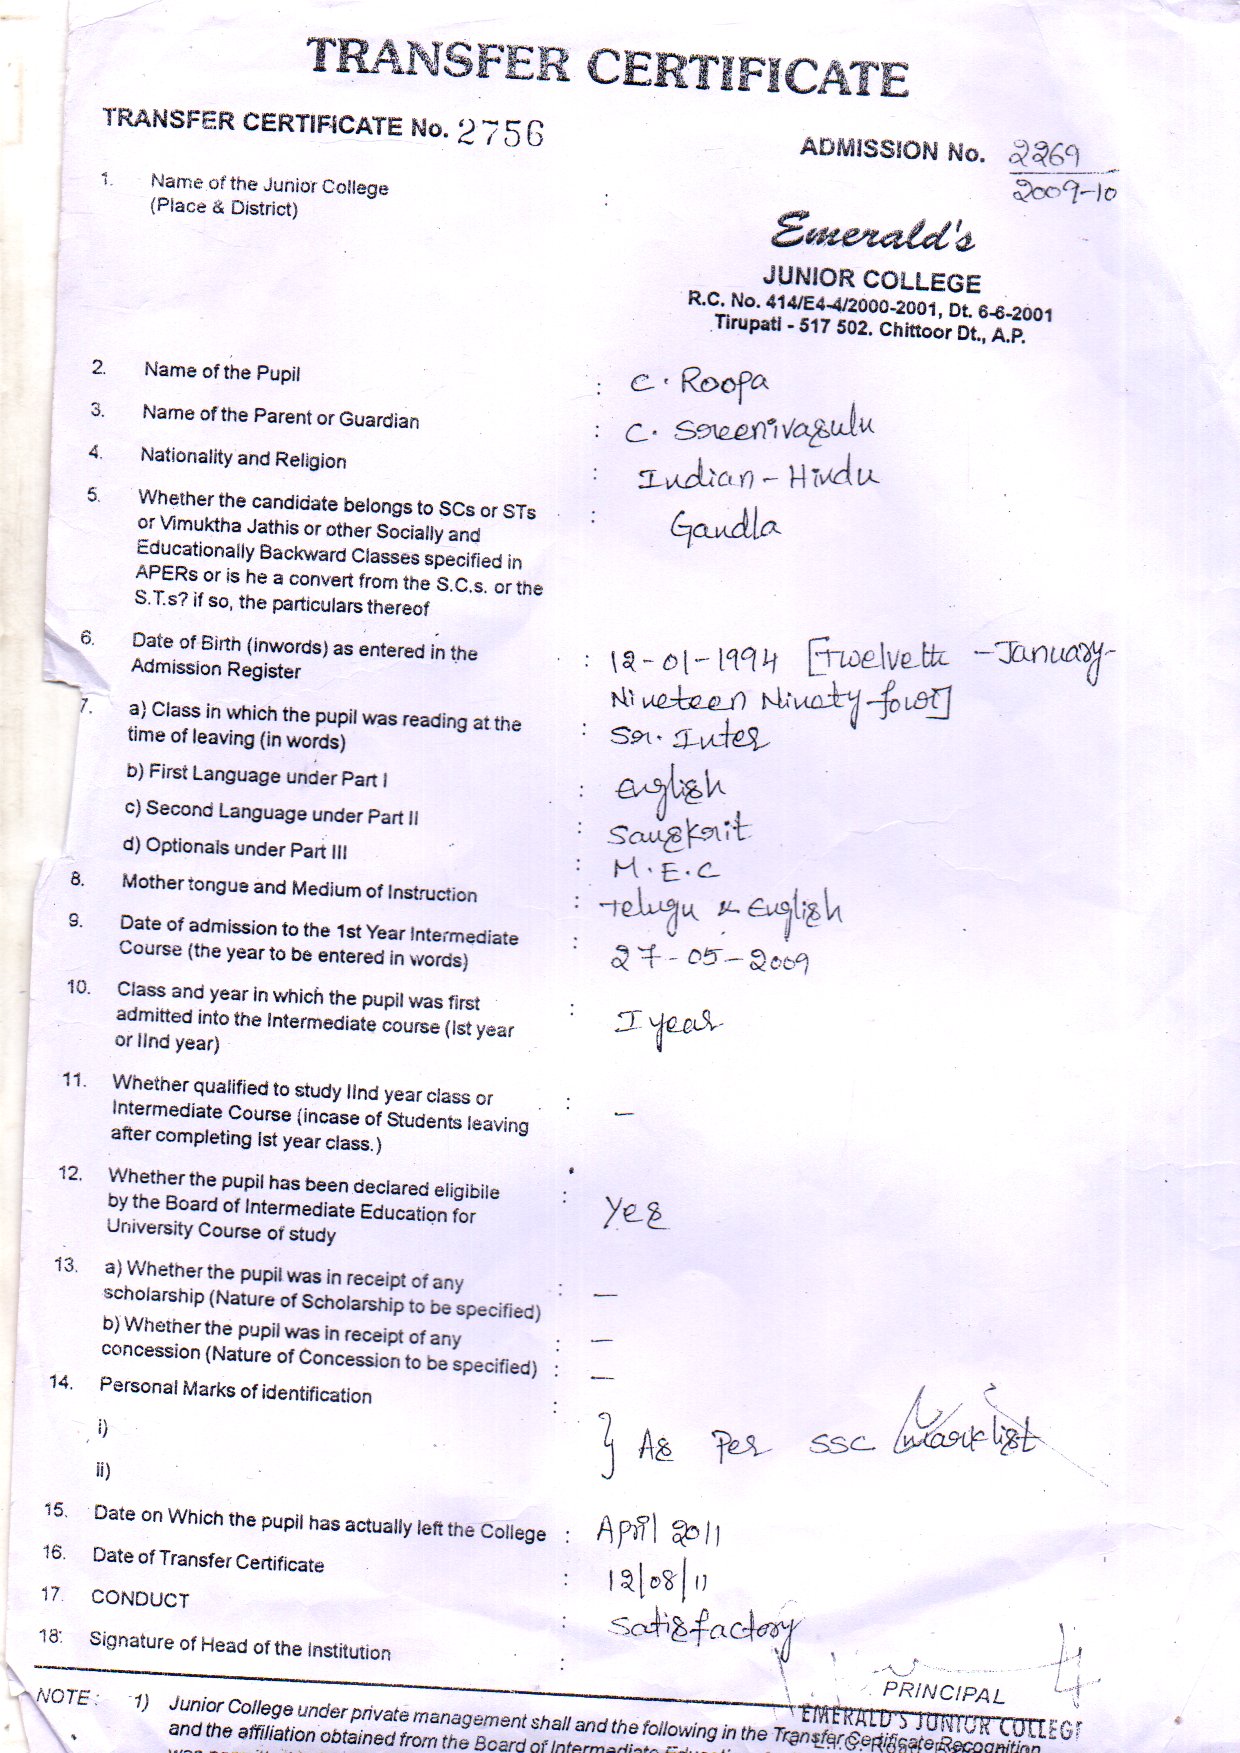 TRANSFER CERTIFICATE
TRANSFER CERTIFICATE No. 2756
ADMISSION No. 2269
2009-10
1. Name of the Junior College :
(Place & District)
Emerald's
JUNIOR COLLEGE
R.C. No. 414/E4-4/2000-2001, Dt. 6-6-2001
Tirupati - 517 502. Chittoor Dt., A.P.
2. Name of the Pupil : C. Roopa
3. Name of the Parent or Guardian : C. Sreenivasulu
4. Nationality and Religion : Indian - Hindu
5. Whether the candidate belongs to SCs or STs : Gandla
or Vimuktha Jathis or other Socially and
Educationally Backward Classes specified in
APERs or is he a convert from the S.C.s. or the
S.T.s? if so, the particulars thereof
6. Date of Birth (inwords) as entered in the : 12-01-1994 [Twelveth - January-
Admission Register
Nineteen Ninety-four]
7. a) Class in which the pupil was reading at the : Sr. Inter
time of leaving (in words)
b) First Language under Part I : English
c) Second Language under Part II : Sanskrit
d) Optionals under Part III : M.E.C
8. Mother tongue and Medium of Instruction : Telugu & English
9. Date of admission to the 1st Year Intermediate : 27-05-2009
Course (the year to be entered in words)
10. Class and year in which the pupil was first : I year
admitted into the Intermediate course (Ist year
or IInd year)
11. Whether qualified to study IInd year class or : —
Intermediate Course (incase of Students leaving
after completing Ist year class.)
12. Whether the pupil has been declared eligibile : Yes
by the Board of Intermediate Education for
University Course of study
13. a) Whether the pupil was in receipt of any : —
scholarship (Nature of Scholarship to be specified)
b) Whether the pupil was in receipt of any : —
concession (Nature of Concession to be specified) : —
14. Personal Marks of identification :
i) } As Per SSC Marklist
ii)
15. Date on Which the pupil has actually left the College : April 2011
16. Date of Transfer Certificate : 12/08/11
17. CONDUCT : Satisfactory
18. Signature of Head of the Institution :
PRINCIPAL
EMERALD'S JUNIOR COLLEGE
NOTE : 1) Junior College under private management shall and the following in the Transfer Certificate Recognition
and the affiliation obtained from the Board of Intermediate